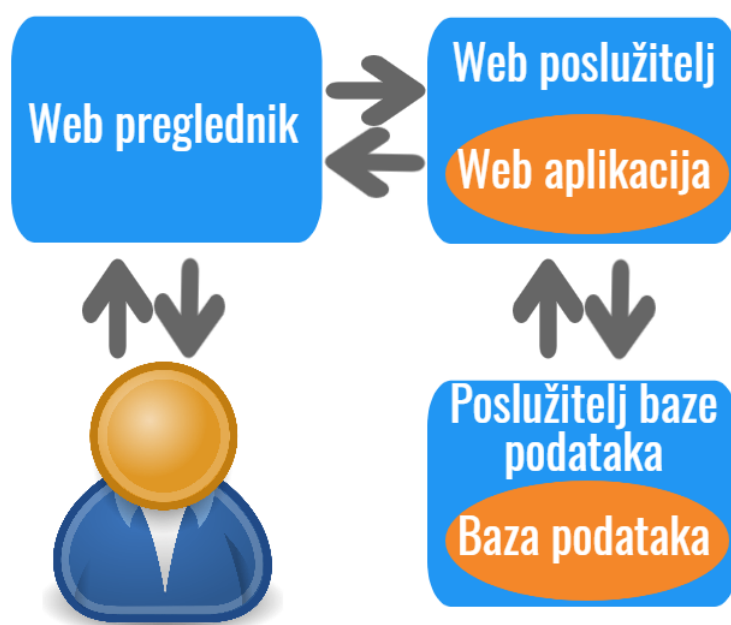 Web preglednik
Web poslužitelj
Web aplikacija
Poslužitelj baze
podataka
Baza podataka